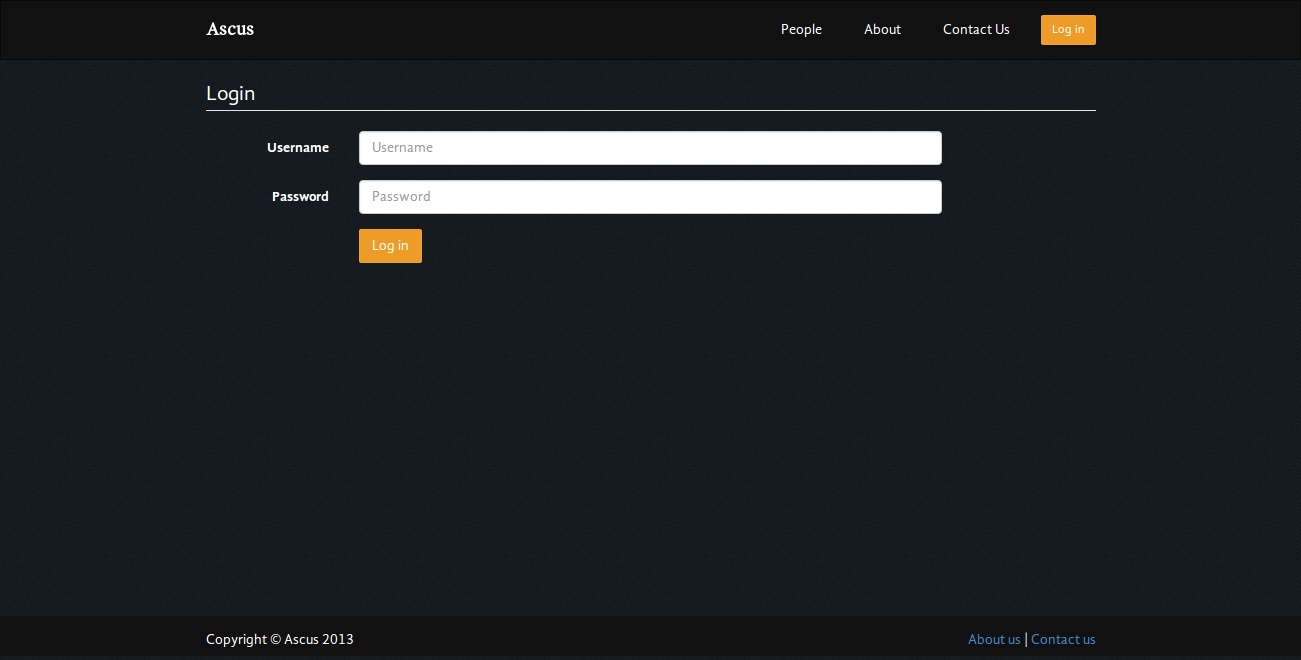 Ascus People About Contact Us Log in
Login
Username Username
Password Password
Log in
Copyright © Ascus 2013 About us | Contact us